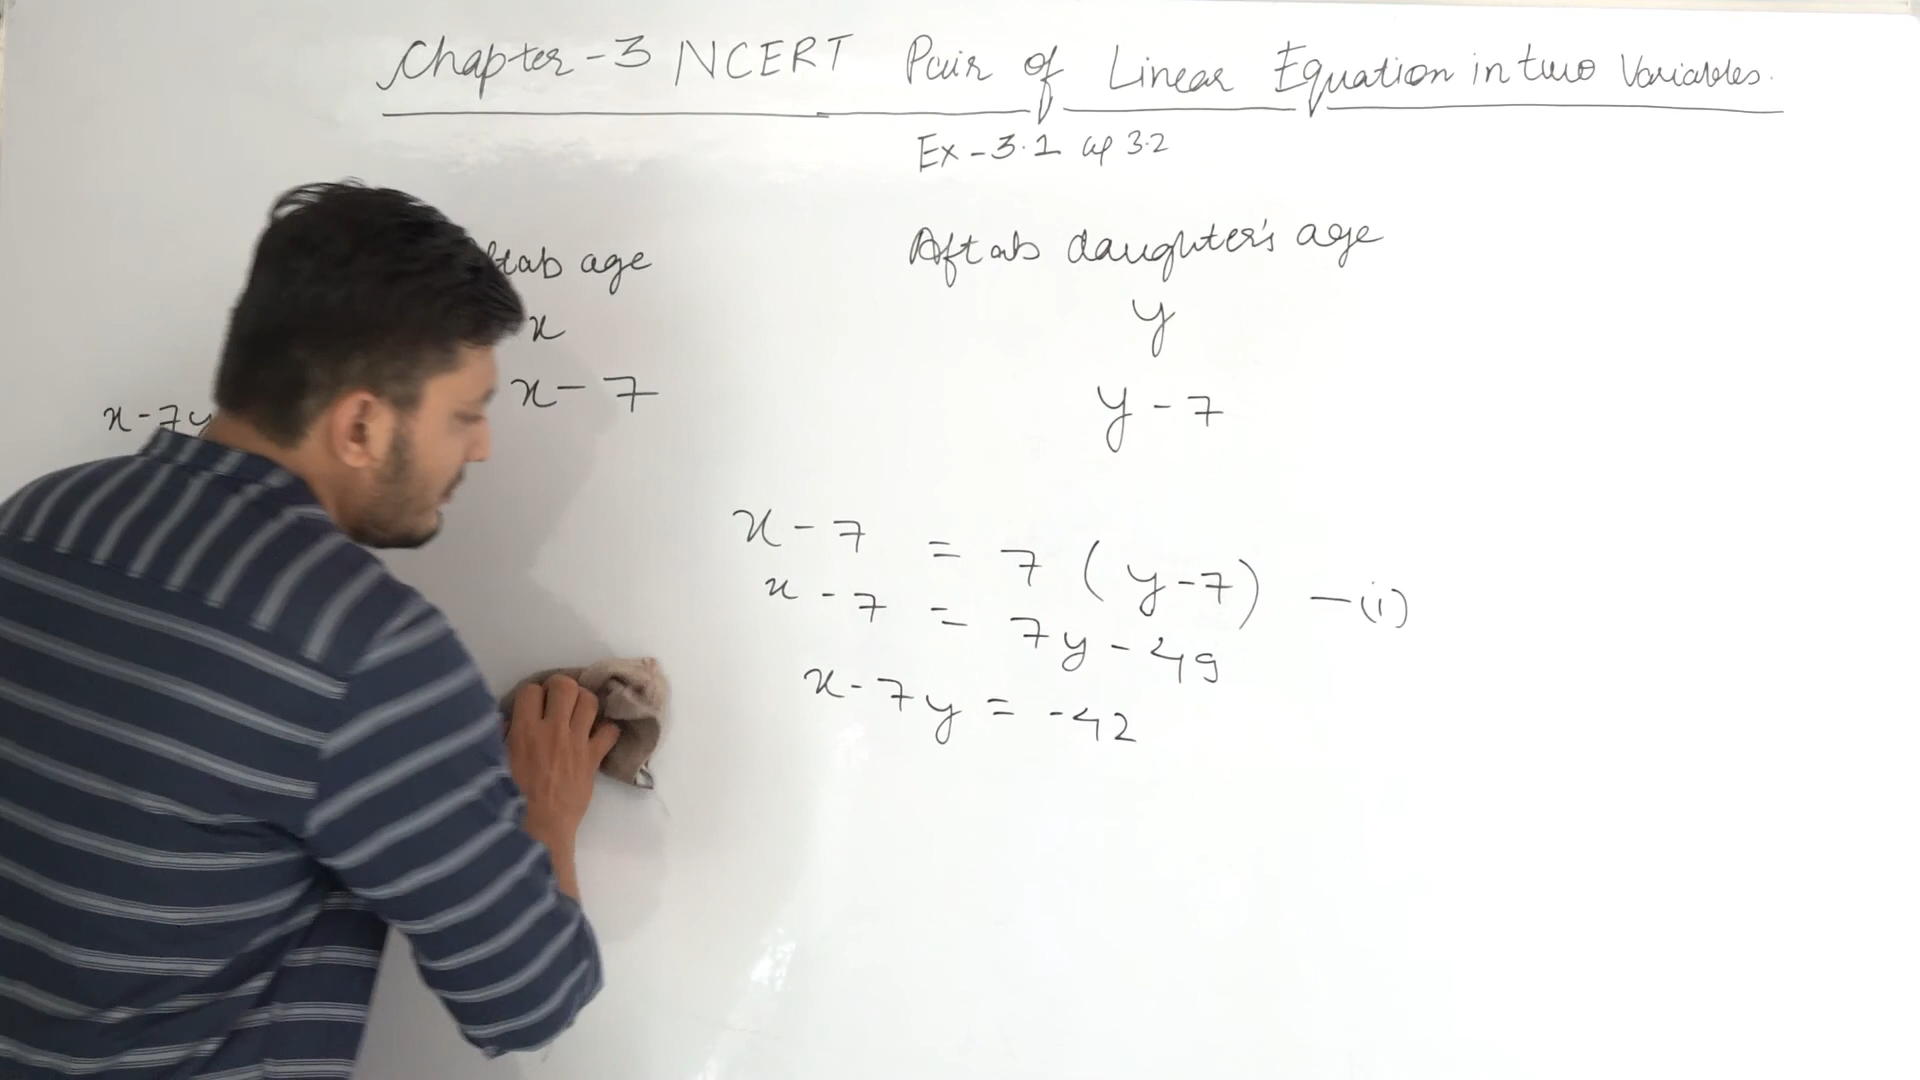 Chapter-3 NCERT Pair of Linear Equation in two Variables.
Ex-3.1 3.2
tab age
Aftab daughter's age
x
y
x - 7
y - 7
x-7y
x - 7 = 7 (y-7) —(i)
x - 7 = 7y - 49
x - 7y = -42